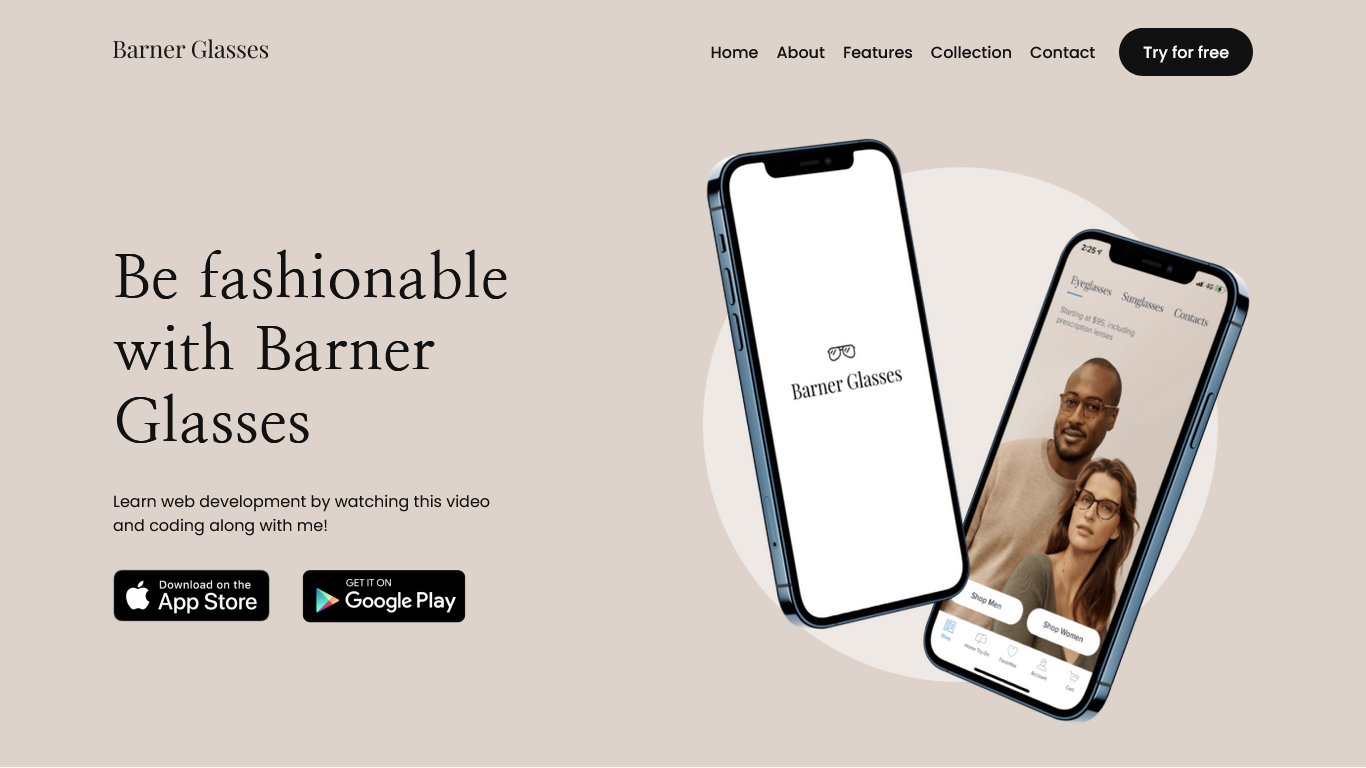 Barner Glasses
Home About Features Collection Contact Try for free
Be fashionable
with Barner
Glasses
Learn web development by watching this video
and coding along with me!
Download on the
App Store
GET IT ON
Google Play
Barner Glasses
2:25
4G
Eyeglasses Sunglasses Contacts
Starting at $95, including
prescription lenses
Shop Men Shop Women
Shop Home Try-On Favorites Account Cart